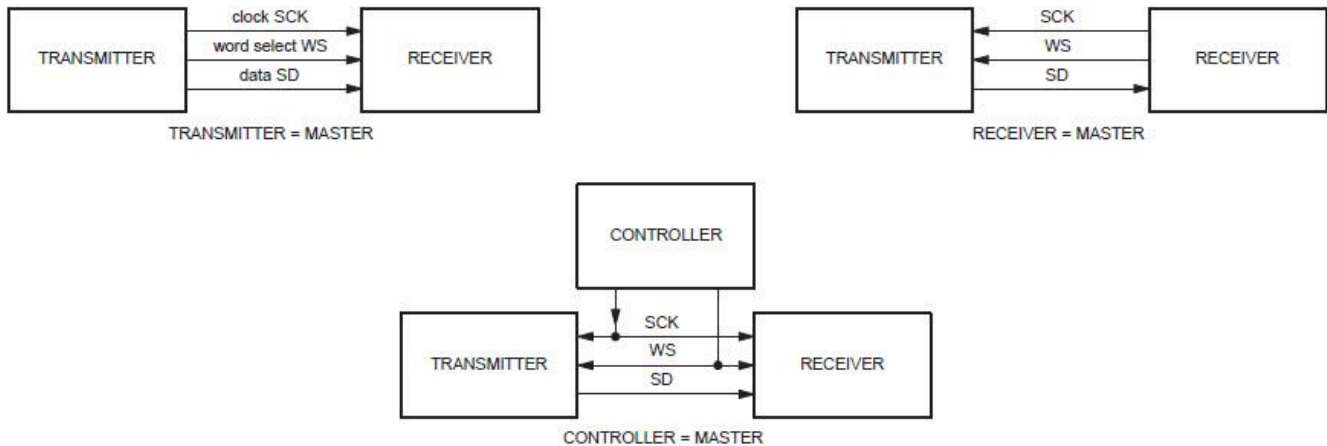 clock SCK
word select WS
data SD
TRANSMITTER
RECEIVER
TRANSMITTER = MASTER
SCK
WS
SD
TRANSMITTER
RECEIVER
RECEIVER = MASTER
CONTROLLER
SCK
WS
SD
TRANSMITTER
RECEIVER
CONTROLLER = MASTER